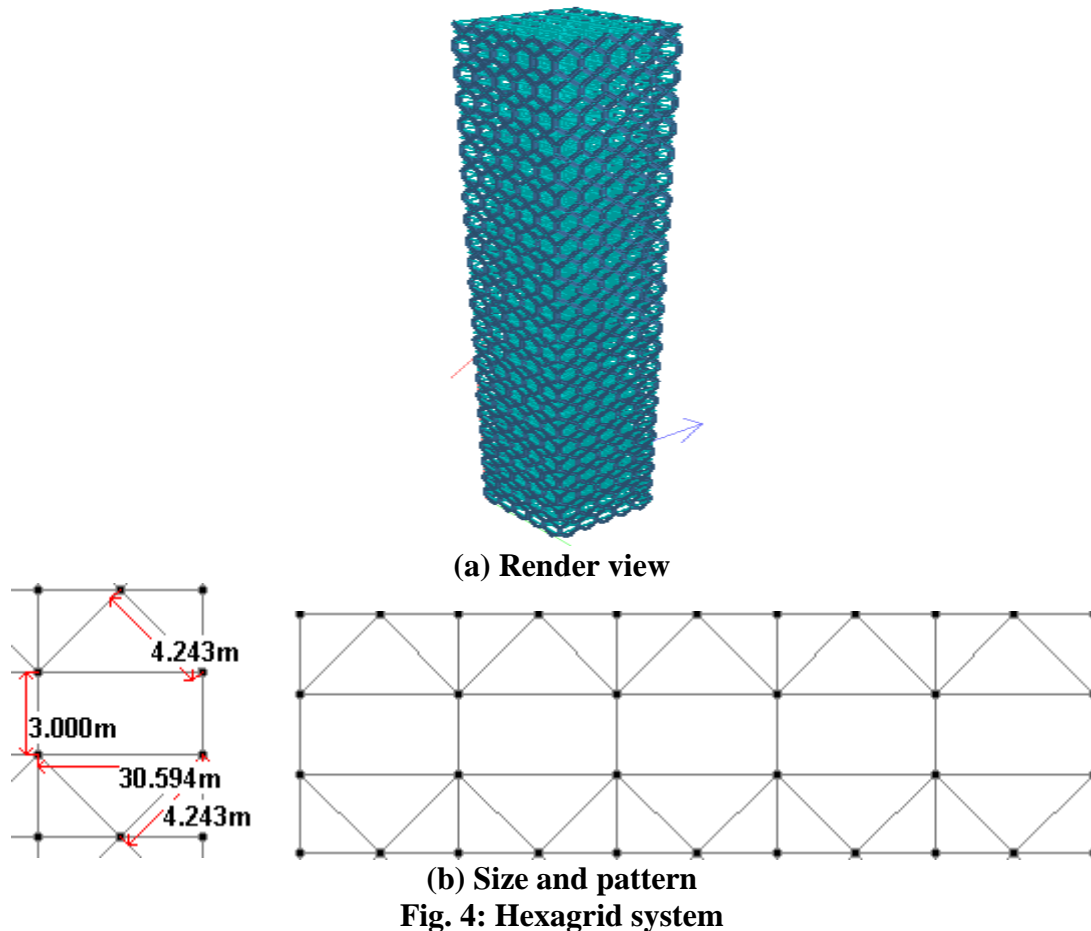 (a) Render view
4.243m
3.000m
30.594m
4.243m
(b) Size and pattern
Fig. 4: Hexagrid system